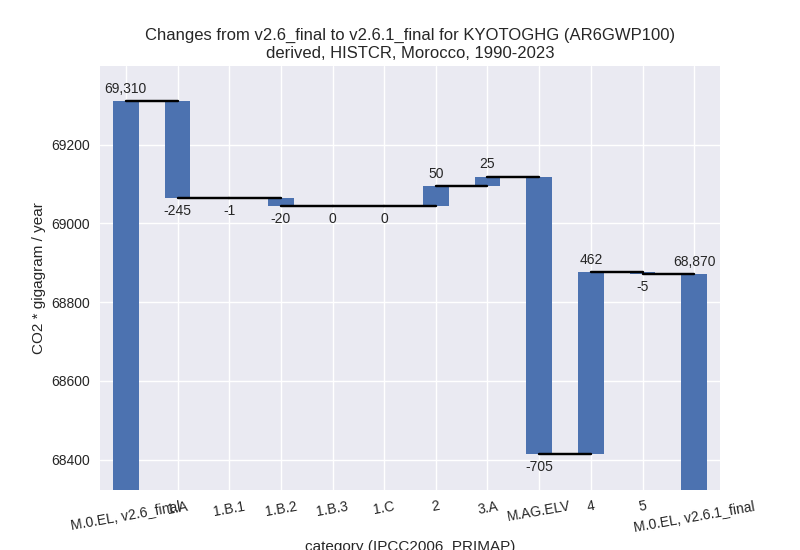 Changes from v2.6_final to v2.6.1_final for KYOTOGHG (AR6GWP100)
derived, HISTCR, Morocco, 1990-2023
CO2 * gigagram / year
69200
69000
68800
68600
68400
69,310
-245
-1
-20
0
0
50
25
-705
462
-5
68,870
M.0.EL, v2.6_final
1.A
1.B.1
1.B.2
1.B.3
1.C
2
3.A
M.AG.ELV
4
5
M.0.EL, v2.6.1_final
category (IPCC2006_PRIMAP)